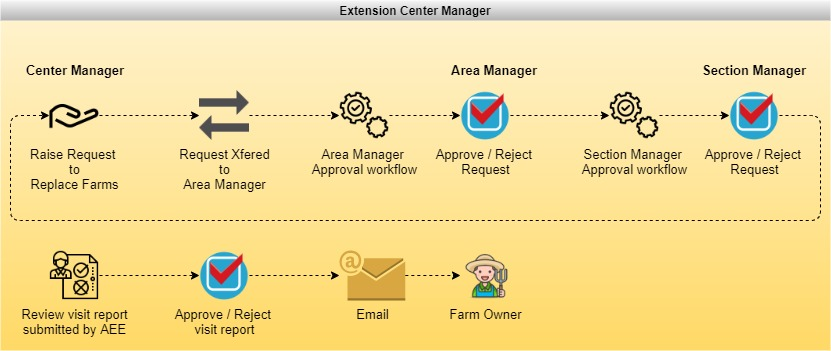 Extension Center Manager
Center Manager
Area Manager
Section Manager
Raise Request
to
Replace Farms
Request Xfered
to
Area Manager
Area Manager
Approval workflow
Approve / Reject
Request
Section Manager
Approval workflow
Approve / Reject
Request
Review visit report
submitted by AEE
Approve / Reject
visit report
@
Email
Farm Owner